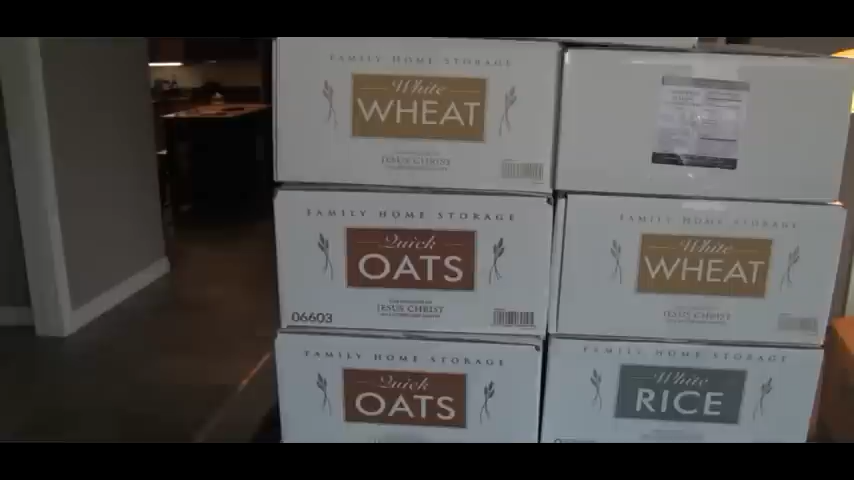 FAMILY HOME STORAGE
White
WHEAT
JESUS CHRIST
FAMILY HOME STORAGE
Quick
OATS
JESUS CHRIST
06603
FAMILY HOME STORAGE
White
WHEAT
JESUS CHRIST
FAMILY HOME STORAGE
Quick
OATS
FAMILY HOME STORAGE
White
RICE